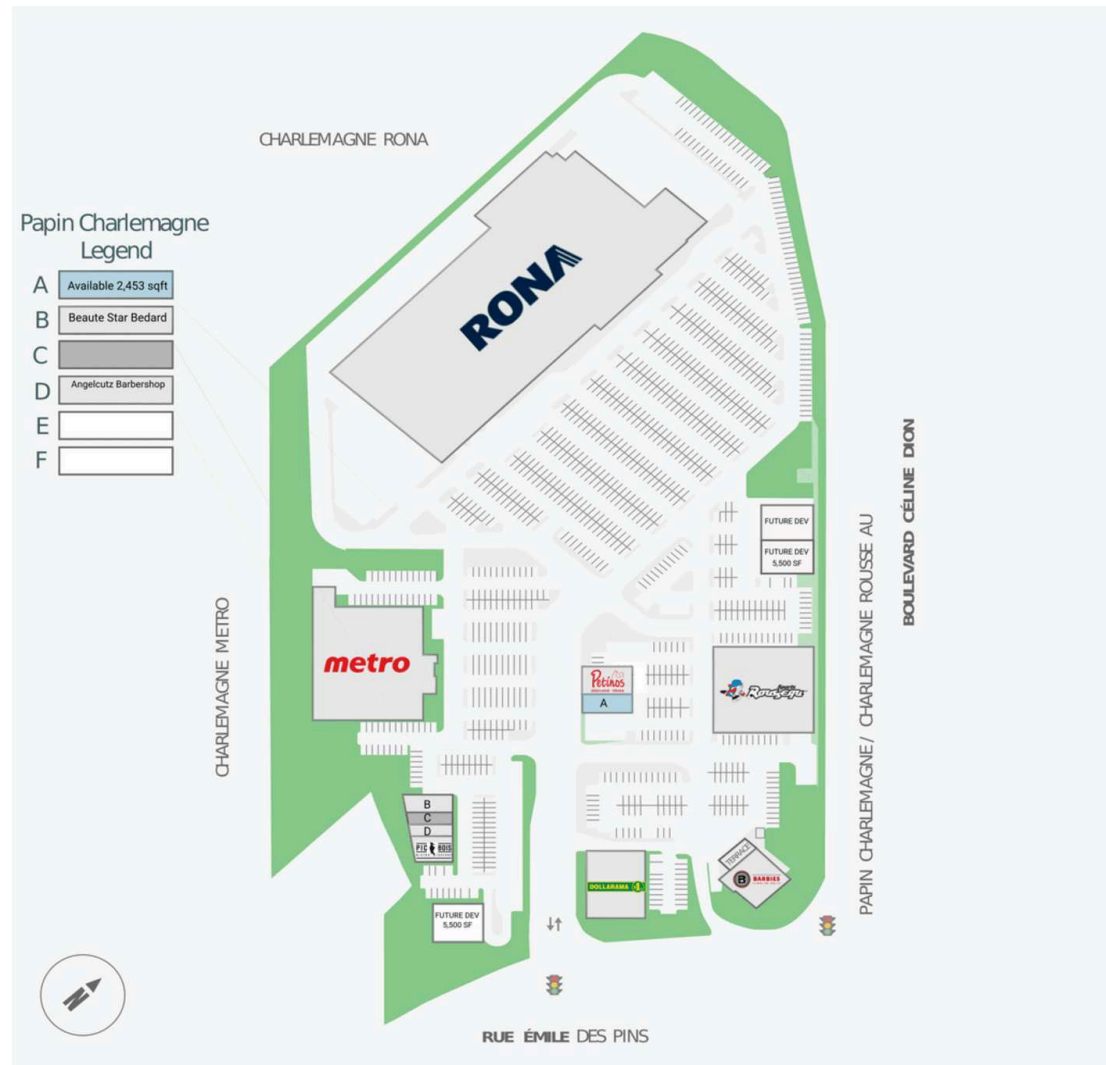 CHARLEMAGNE RONA
Papin Charlemagne
Legend
A Available 2,453 sqft
B Beaute Star Bedard
C
D Angelcutz Barbershop
E
F
RONA
BOULEVARD CÉLINE DION
PAPIN CHARLEMAGNE/ CHARLEMAGNE ROUSSE AU
FUTURE DEV
FUTURE DEV
5,500 SF
CHARLEMAGNE METRO
metro
Petinos
A
Rousseau
B
C
D
PIC BOIS
TERRACE
B BARBIES
DOLLARAMA
FUTURE DEV
5,500 SF
N
RUE ÉMILE DES PINS